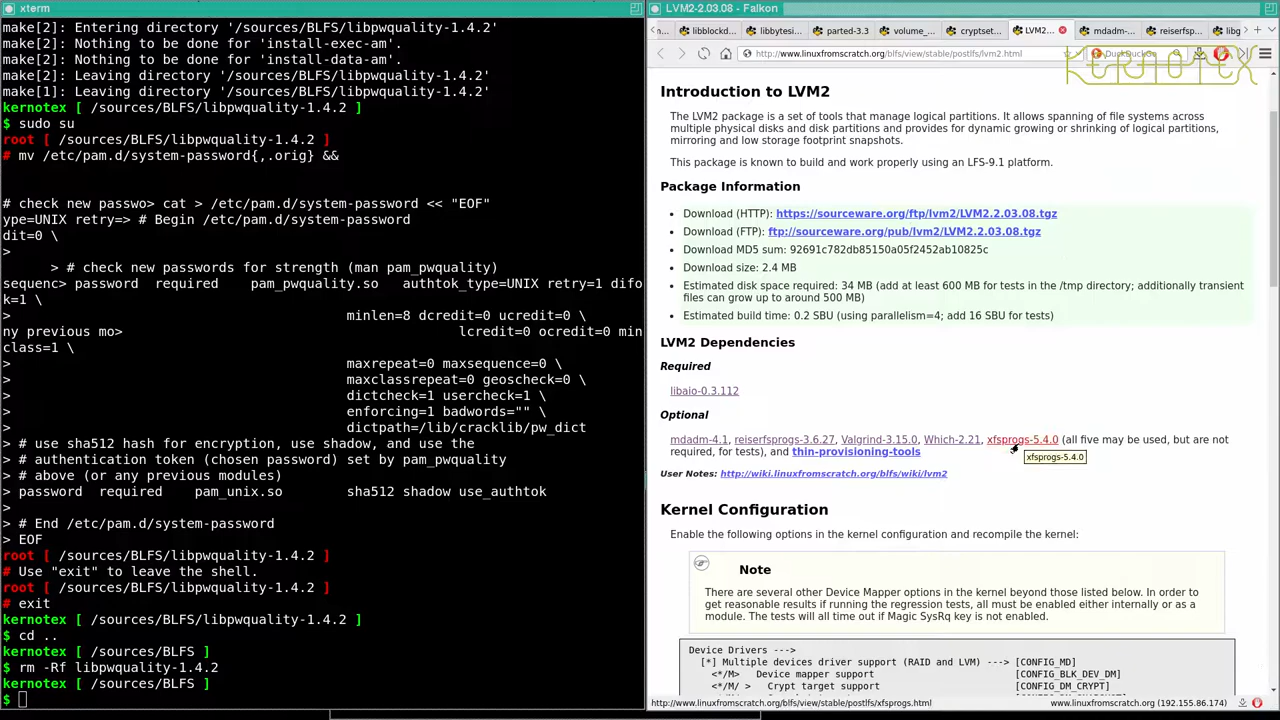 xterm
make[2]: Entering directory '/sources/BLFS/libpwquality-1.4.2'
make[2]: Nothing to be done for 'install-exec-am'.
make[2]: Nothing to be done for 'install-data-am'.
make[2]: Leaving directory '/sources/BLFS/libpwquality-1.4.2'
make[1]: Leaving directory '/sources/BLFS/libpwquality-1.4.2'
kernotex [ /sources/BLFS/libpwquality-1.4.2 ]
$ sudo su
root [ /sources/BLFS/libpwquality-1.4.2 ]
# mv /etc/pam.d/system-password{,.orig} &&
# check new passwo> cat > /etc/pam.d/system-password << "EOF"
ype=UNIX retry=> # Begin /etc/pam.d/system-password
dit=0 \
>
> # check new passwords for strength (man pam_pwquality)
sequenc> password  required    pam_pwquality.so   authtok_type=UNIX retry=1 difo
k=1 \
> minlen=8 dcredit=0 ucredit=0 \
ny previous mo> lcredit=0 ocredit=0 min
class=1 \
> maxrepeat=0 maxsequence=0 \
> maxclassrepeat=0 geoscheck=0 \
> dictcheck=1 usercheck=1 \
> enforcing=1 badwords="" \
> dictpath=/lib/cracklib/pw_dict
> # use sha512 hash for encryption, use shadow, and use the
> # authentication token (chosen password) set by pam_pwquality
> # above (or any previous modules)
> password  required    pam_unix.so        sha512 shadow use_authtok
>
> # End /etc/pam.d/system-password
> EOF
root [ /sources/BLFS/libpwquality-1.4.2 ]
# Use "exit" to leave the shell.
root [ /sources/BLFS/libpwquality-1.4.2 ]
# exit
kernotex [ /sources/BLFS/libpwquality-1.4.2 ]
$ cd ..
kernotex [ /sources/BLFS ]
$ rm -Rf libpwquality-1.4.2
kernotex [ /sources/BLFS ]
$
LVM2-2.03.08 - Falkon
libblockd... libbytesi... parted-3.3 volume_... cryptset... LVM2... mdadm-... reiserfsp... libg
http://www.linuxfromscratch.org/blfs/view/stable/postlfs/lvm2.html DuckDuckGo
KERNOTEX
Introduction to LVM2
The LVM2 package is a set of tools that manage logical partitions. It allows spanning of file systems across
multiple physical disks and disk partitions and provides for dynamic growing or shrinking of logical partitions,
mirroring and low storage footprint snapshots.
This package is known to build and work properly using an LFS-9.1 platform.
Package Information
• Download (HTTP): https://sourceware.org/ftp/lvm2/LVM2.2.03.08.tgz
• Download (FTP): ftp://sourceware.org/pub/lvm2/LVM2.2.03.08.tgz
• Download MD5 sum: 92691c782db85150a05f2452ab10825c
• Download size: 2.4 MB
• Estimated disk space required: 34 MB (add at least 600 MB for tests in the /tmp directory; additionally transient
files can grow up to around 500 MB)
• Estimated build time: 0.2 SBU (using parallelism=4; add 16 SBU for tests)
LVM2 Dependencies
Required
libaio-0.3.112
Optional
mdadm-4.1, reiserfsprogs-3.6.27, Valgrind-3.15.0, Which-2.21, xfsprogs-5.4.0 (all five may be used, but are not
required, for tests), and thin-provisioning-tools
xfsprogs-5.4.0
User Notes: http://wiki.linuxfromscratch.org/blfs/wiki/lvm2
Kernel Configuration
Enable the following options in the kernel configuration and recompile the kernel:
Note
There are several other Device Mapper options in the kernel beyond those listed below. In order to
get reasonable results if running the regression tests, all must be enabled either internally or as a
module. The tests will all time out if Magic SysRq key is not enabled.
Device Drivers --->
[*] Multiple devices driver support (RAID and LVM) ---> [CONFIG_MD]
<*/M> Device mapper support [CONFIG_BLK_DEV_DM]
<*/M/ > Crypt target support [CONFIG_DM_CRYPT]
http://www.linuxfromscratch.org/blfs/view/stable/postlfs/xfsprogs.html www.linuxfromscratch.org (192.155.86.174)